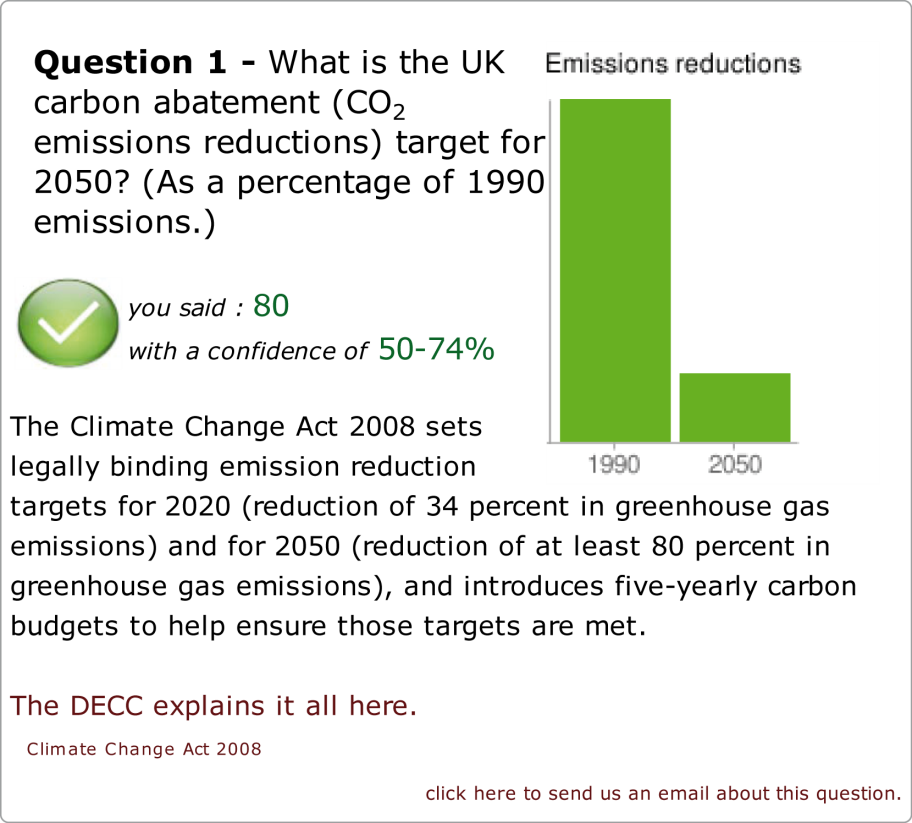 Question 1 - What is the UK
carbon abatement (CO₂
emissions reductions) target for
2050? (As a percentage of 1990
emissions.)
Emissions reductions
1990 2050
you said : 80
with a confidence of 50-74%
The Climate Change Act 2008 sets
legally binding emission reduction
targets for 2020 (reduction of 34 percent in greenhouse gas
emissions) and for 2050 (reduction of at least 80 percent in
greenhouse gas emissions), and introduces five-yearly carbon
budgets to help ensure those targets are met.
The DECC explains it all here.
Climate Change Act 2008
click here to send us an email about this question.